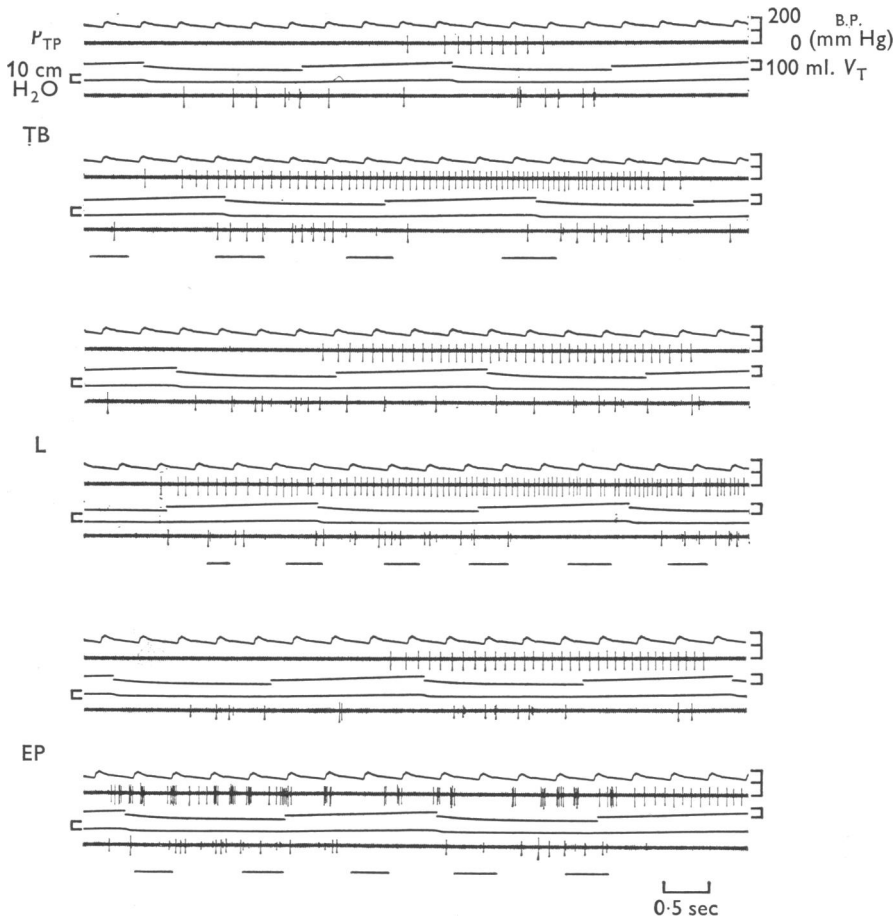 200 B.P.
P_TP 0 (mm Hg)
10 cm 100 ml. V_T
H₂O
TB
L
EP
0·5 sec